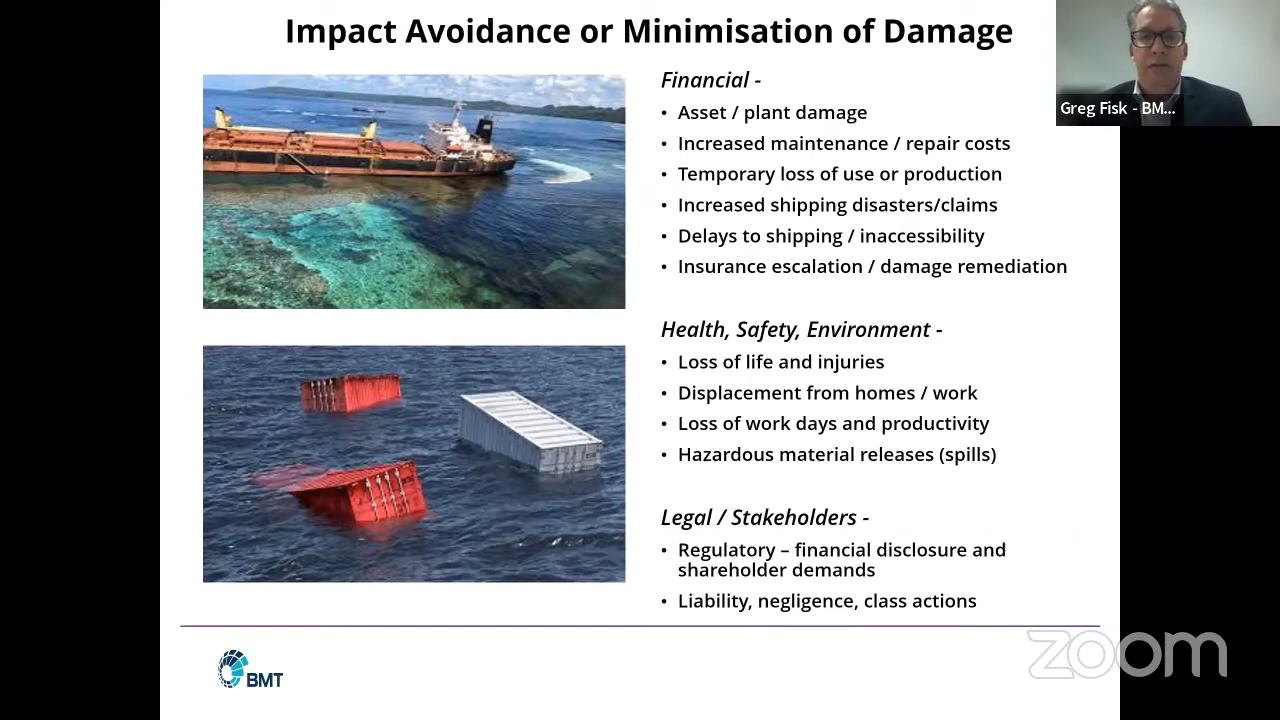 Impact Avoidance or Minimisation of Damage
Greg Fisk - BM...
Financial -
• Asset / plant damage
• Increased maintenance / repair costs
• Temporary loss of use or production
• Increased shipping disasters/claims
• Delays to shipping / inaccessibility
• Insurance escalation / damage remediation
Health, Safety, Environment -
• Loss of life and injuries
• Displacement from homes / work
• Loss of work days and productivity
• Hazardous material releases (spills)
Legal / Stakeholders -
• Regulatory – financial disclosure and
shareholder demands
• Liability, negligence, class actions
BMT
zoom